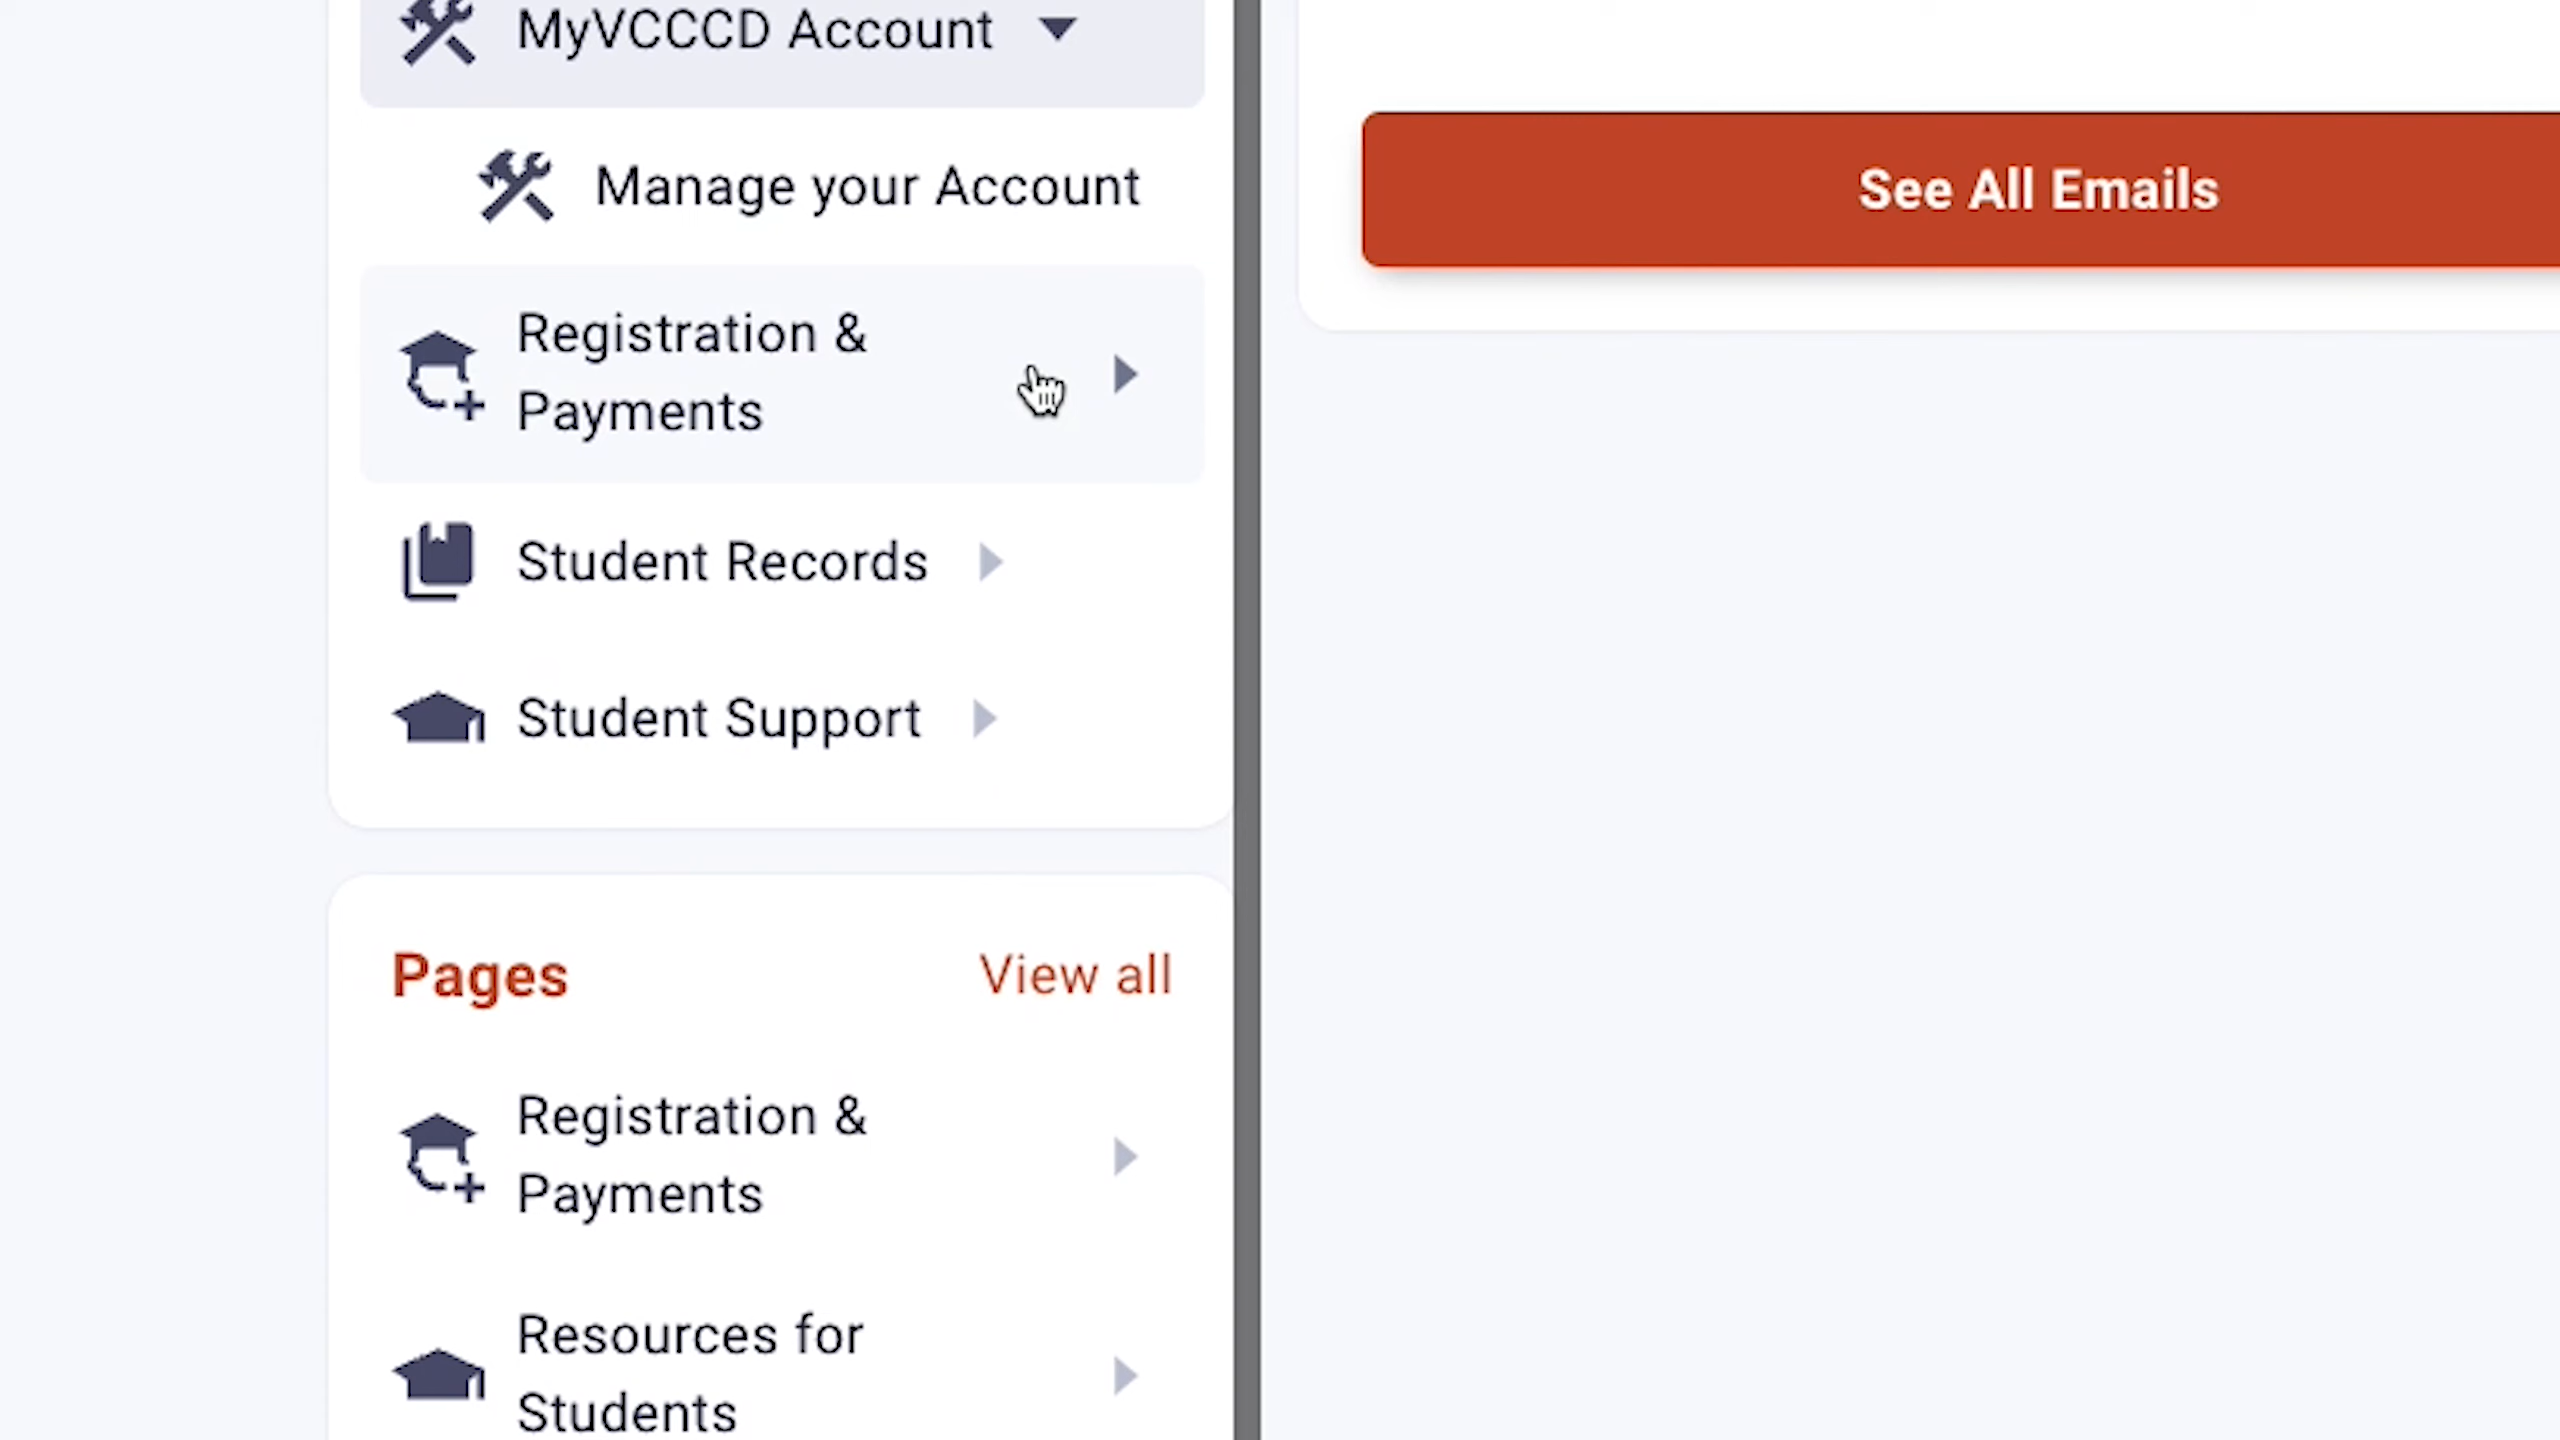 MyVCCCD Account
Manage your Account
Registration &
Payments
Student Records
Student Support
Pages
View all
Registration &
Payments
Resources for
Students
See All Emails